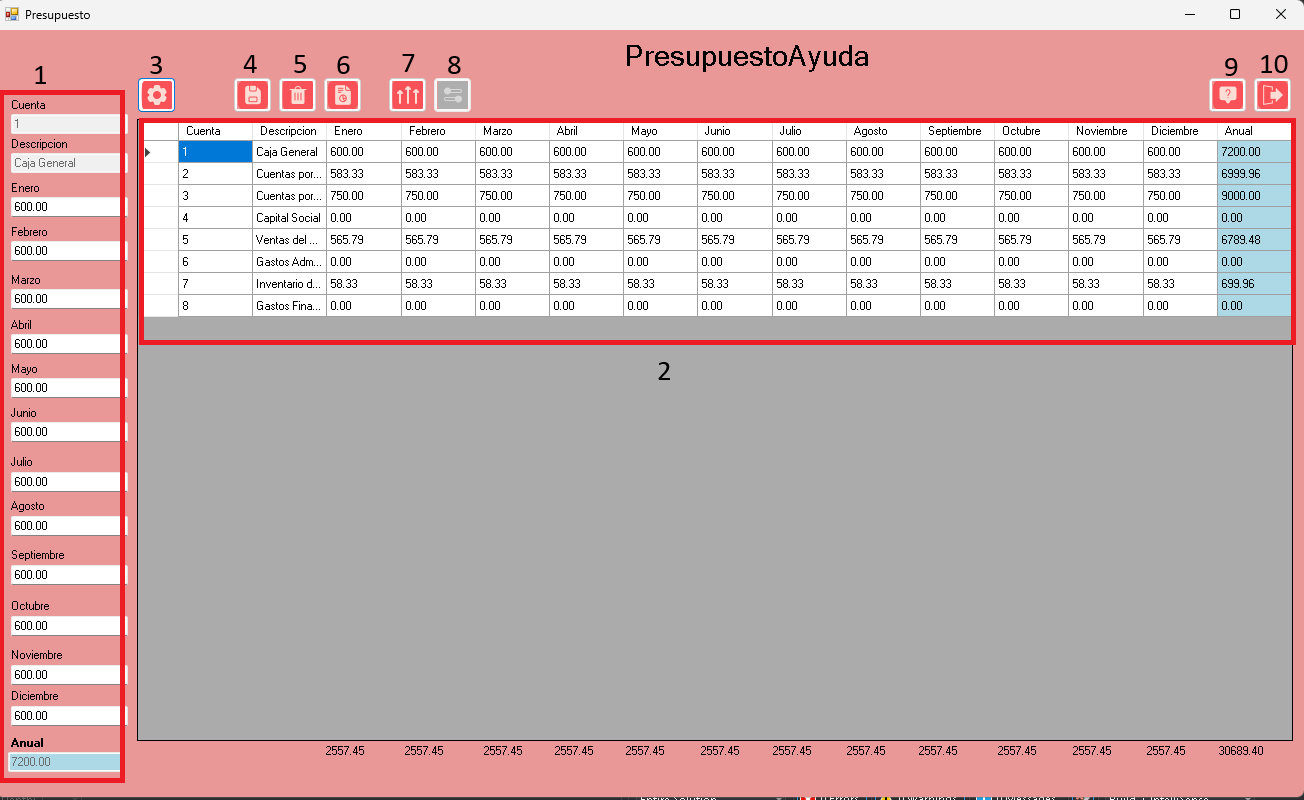 Presupuesto
PresupuestoAyuda
1 3 4 5 6 7 8 9 10
Cuenta
1
Descripcion
Caja General
Enero
600.00
Febrero
600.00
Marzo
600.00
Abril
600.00
Mayo
600.00
Junio
600.00
Julio
600.00
Agosto
600.00
Septiembre
600.00
Octubre
600.00
Noviembre
600.00
Diciembre
600.00
Anual
7200.00
Cuenta Descripcion Enero Febrero Marzo Abril Mayo Junio Julio Agosto Septiembre Octubre Noviembre Diciembre Anual
1 Caja General 600.00 600.00 600.00 600.00 600.00 600.00 600.00 600.00 600.00 600.00 600.00 600.00 7200.00
2 Cuentas por... 583.33 583.33 583.33 583.33 583.33 583.33 583.33 583.33 583.33 583.33 583.33 583.33 6999.96
3 Cuentas por... 750.00 750.00 750.00 750.00 750.00 750.00 750.00 750.00 750.00 750.00 750.00 750.00 9000.00
4 Capital Social 0.00 0.00 0.00 0.00 0.00 0.00 0.00 0.00 0.00 0.00 0.00 0.00 0.00
5 Ventas del ... 565.79 565.79 565.79 565.79 565.79 565.79 565.79 565.79 565.79 565.79 565.79 565.79 6789.48
6 Gastos Adm... 0.00 0.00 0.00 0.00 0.00 0.00 0.00 0.00 0.00 0.00 0.00 0.00 0.00
7 Inventario d... 58.33 58.33 58.33 58.33 58.33 58.33 58.33 58.33 58.33 58.33 58.33 58.33 699.96
8 Gastos Fina... 0.00 0.00 0.00 0.00 0.00 0.00 0.00 0.00 0.00 0.00 0.00 0.00 0.00
2
2557.45 2557.45 2557.45 2557.45 2557.45 2557.45 2557.45 2557.45 2557.45 2557.45 2557.45 2557.45 30689.40
Entire Solution 0 Errors 0 Warnings 0 Messages Build + IntelliSense